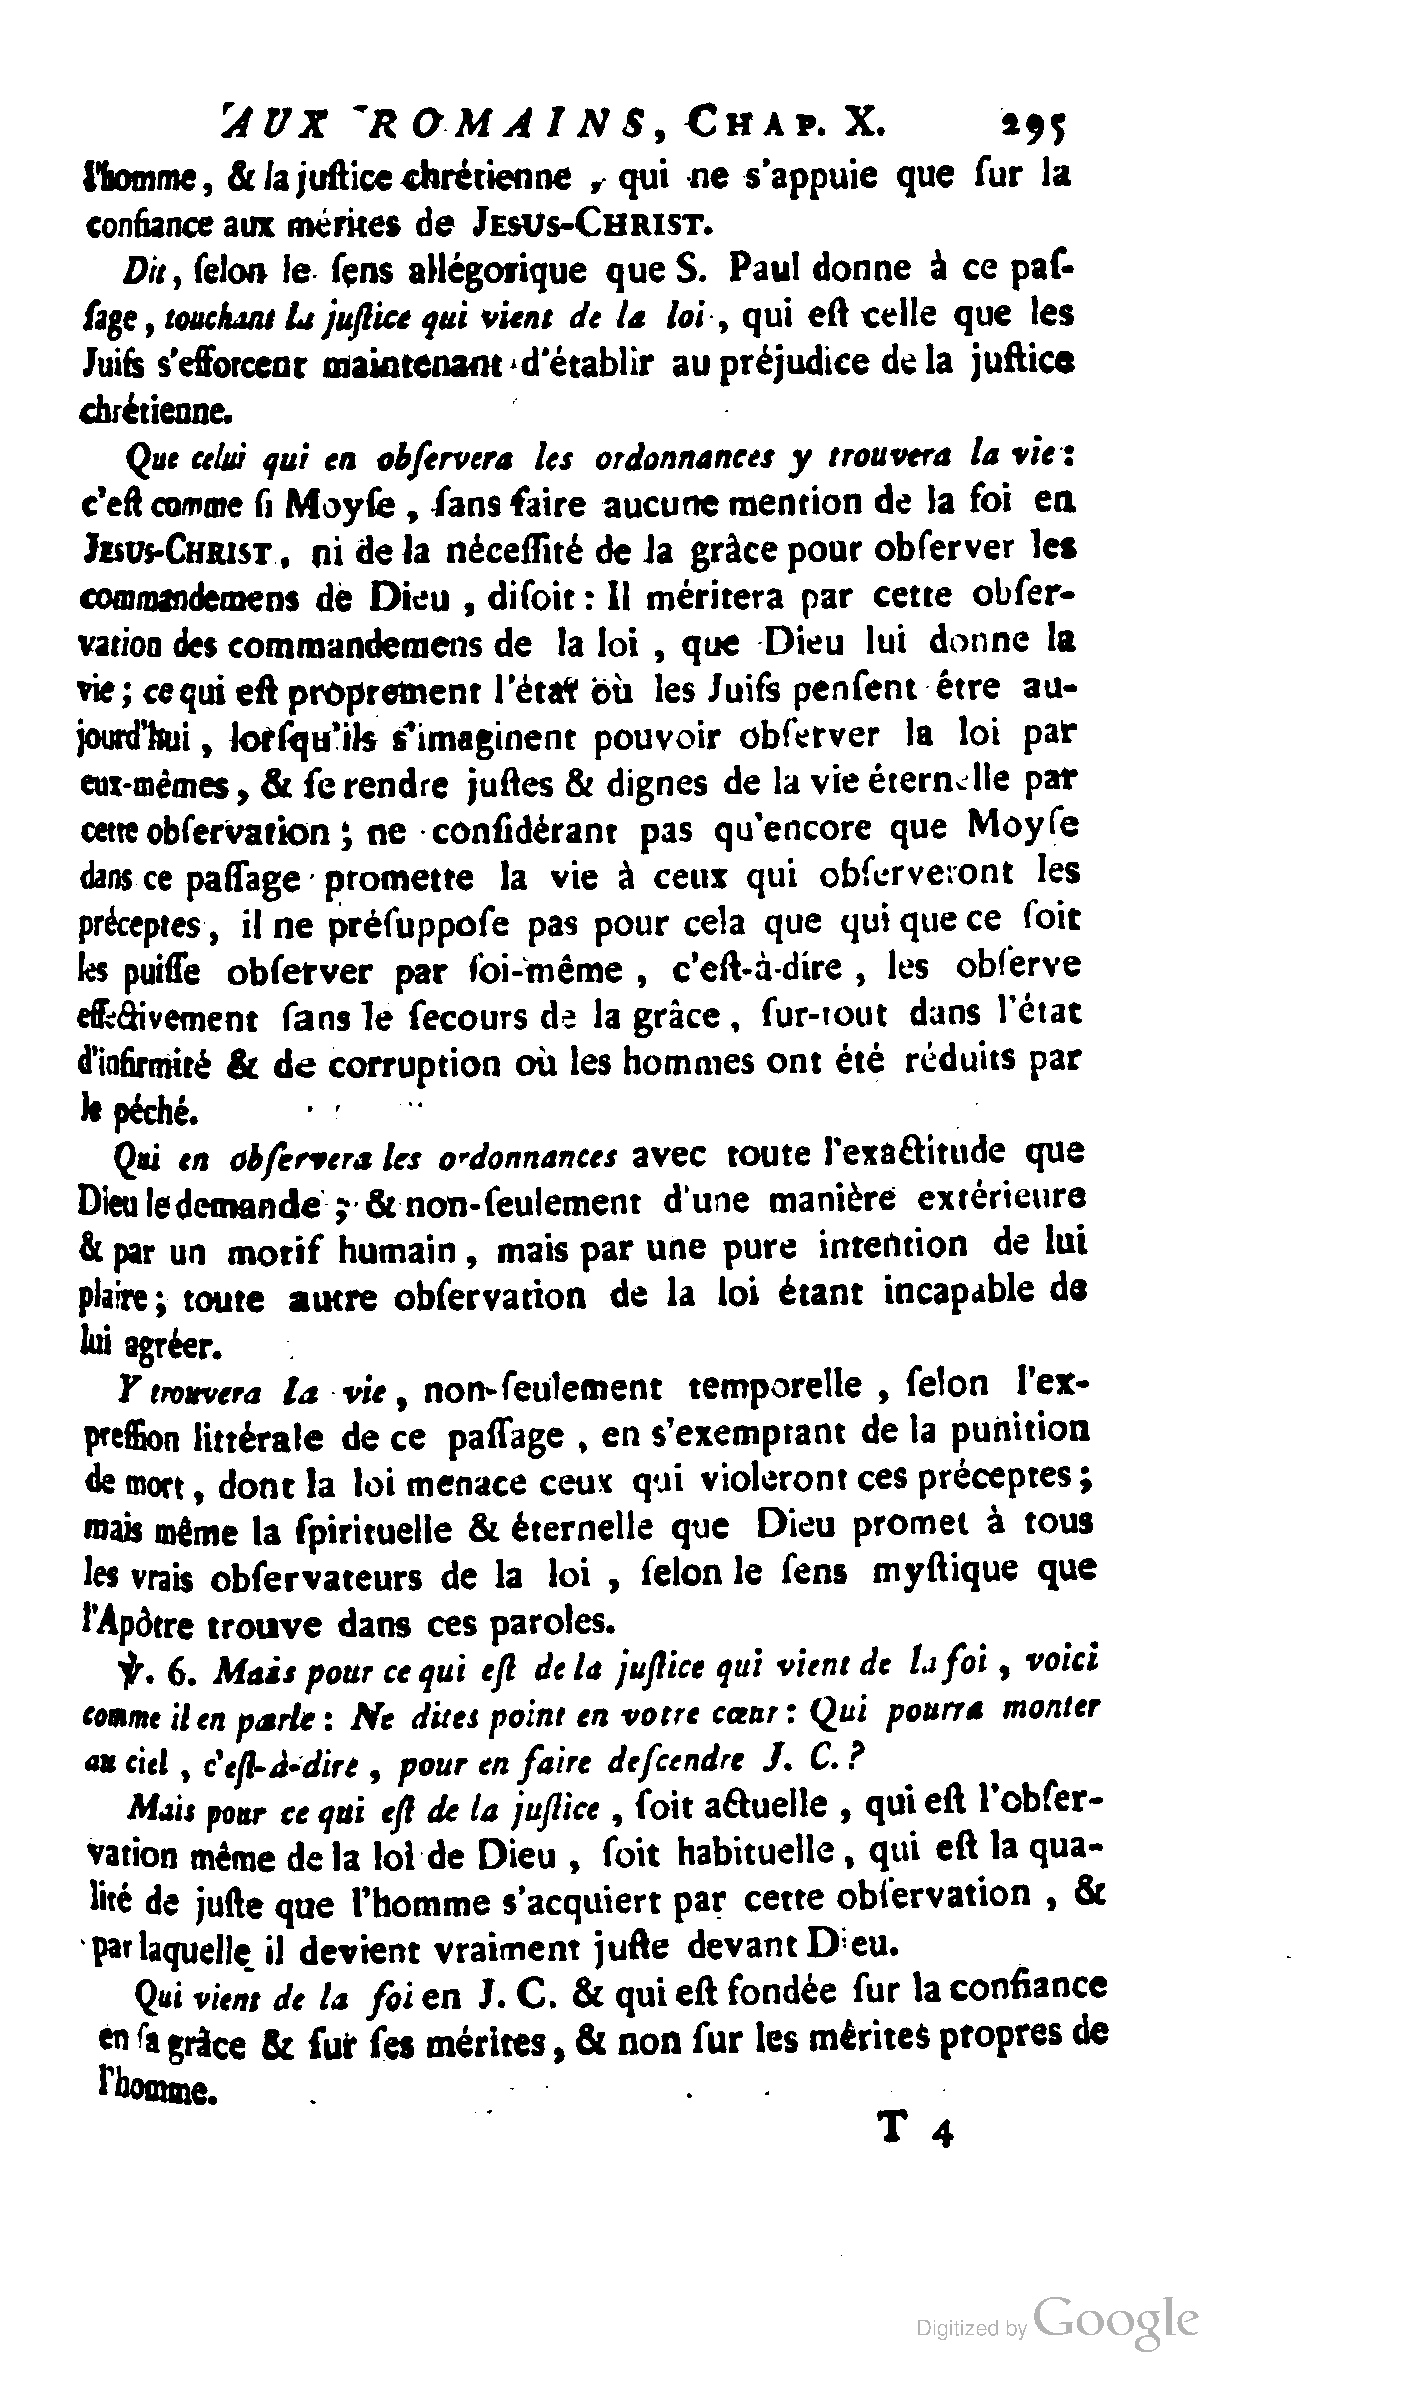 AUX ROMAINS, CHAP. X. 295
l'homme, & la juſtice chrétienne, qui ne s'appuie que ſur la
confiance aux mérites de JESUS-CHRIST.
Dit, ſelon le ſens allégorique que S. Paul donne à ce paſ-
ſage, touchant la juſtice qui vient de la loi, qui eſt celle que les
Juifs s'efforcent maintenant d'établir au préjudice de la juſtice
chrétienne.
Que celui qui en obſervera les ordonnances y trouvera la vie:
c'eſt comme ſi Moyſe, ſans faire aucune mention de la foi en
JESUS-CHRIST, ni de la néceſſité de la grâce pour obſerver les
commandemens de Dieu, diſoit: Il méritera par cette obſer-
vation des commandemens de la loi, que Dieu lui donne la
vie; ce qui eſt proprement l'état où les Juifs penſent être au-
jourd'hui, lorſqu'ils s'imaginent pouvoir obſerver la loi par
eux-mêmes, & ſe rendre juſtes & dignes de la vie éternelle par
cette obſervation; ne conſidérant pas qu'encore que Moyſe
dans ce paſſage promette la vie à ceux qui obſerveront les
préceptes, il ne préſuppoſe pas pour cela que qui que ce ſoit
les puiſſe obſerver par ſoi-même, c'eſt-à-dire, les obſerve
effectivement ſans le ſecours de la grâce, ſur-tout dans l'état
d'infirmité & de corruption où les hommes ont été réduits par
le péché.
Qui en obſervera les ordonnances avec toute l'exactitude que
Dieu le demande; & non-ſeulement d'une manière extérieure
& par un motif humain, mais par une pure intention de lui
plaire; toute autre obſervation de la loi étant incapable de
lui agréer.
Y trouvera la vie, non-ſeulement temporelle, ſelon l'ex-
preſſion littérale de ce paſſage, en s'exemptant de la punition
de mort, dont la loi menace ceux qui violeront ces préceptes;
mais même la ſpirituelle & éternelle que Dieu promet à tous
les vrais obſervateurs de la loi, ſelon le ſens myſtique que
l'Apôtre trouve dans ces paroles.
℣. 6. Mais pour ce qui eſt de la juſtice qui vient de la foi, voici
comme il en parle: Ne dites point en votre cœur: Qui pourra monter
au ciel, c'eſt-à-dire, pour en faire deſcendre J. C.?
Mais pour ce qui eſt de la juſtice, ſoit actuelle, qui eſt l'obſer-
vation même de la loi de Dieu, ſoit habituelle, qui eſt la qua-
lité de juſte que l'homme s'acquiert par cette obſervation, &
par laquelle il devient vraiment juſte devant Dieu.
Qui vient de la foi en J. C. & qui eſt fondée ſur la confiance
en ſa grâce & ſur ſes mérites, & non ſur les mérites propres de
l'homme.
T 4
Digitized by Google